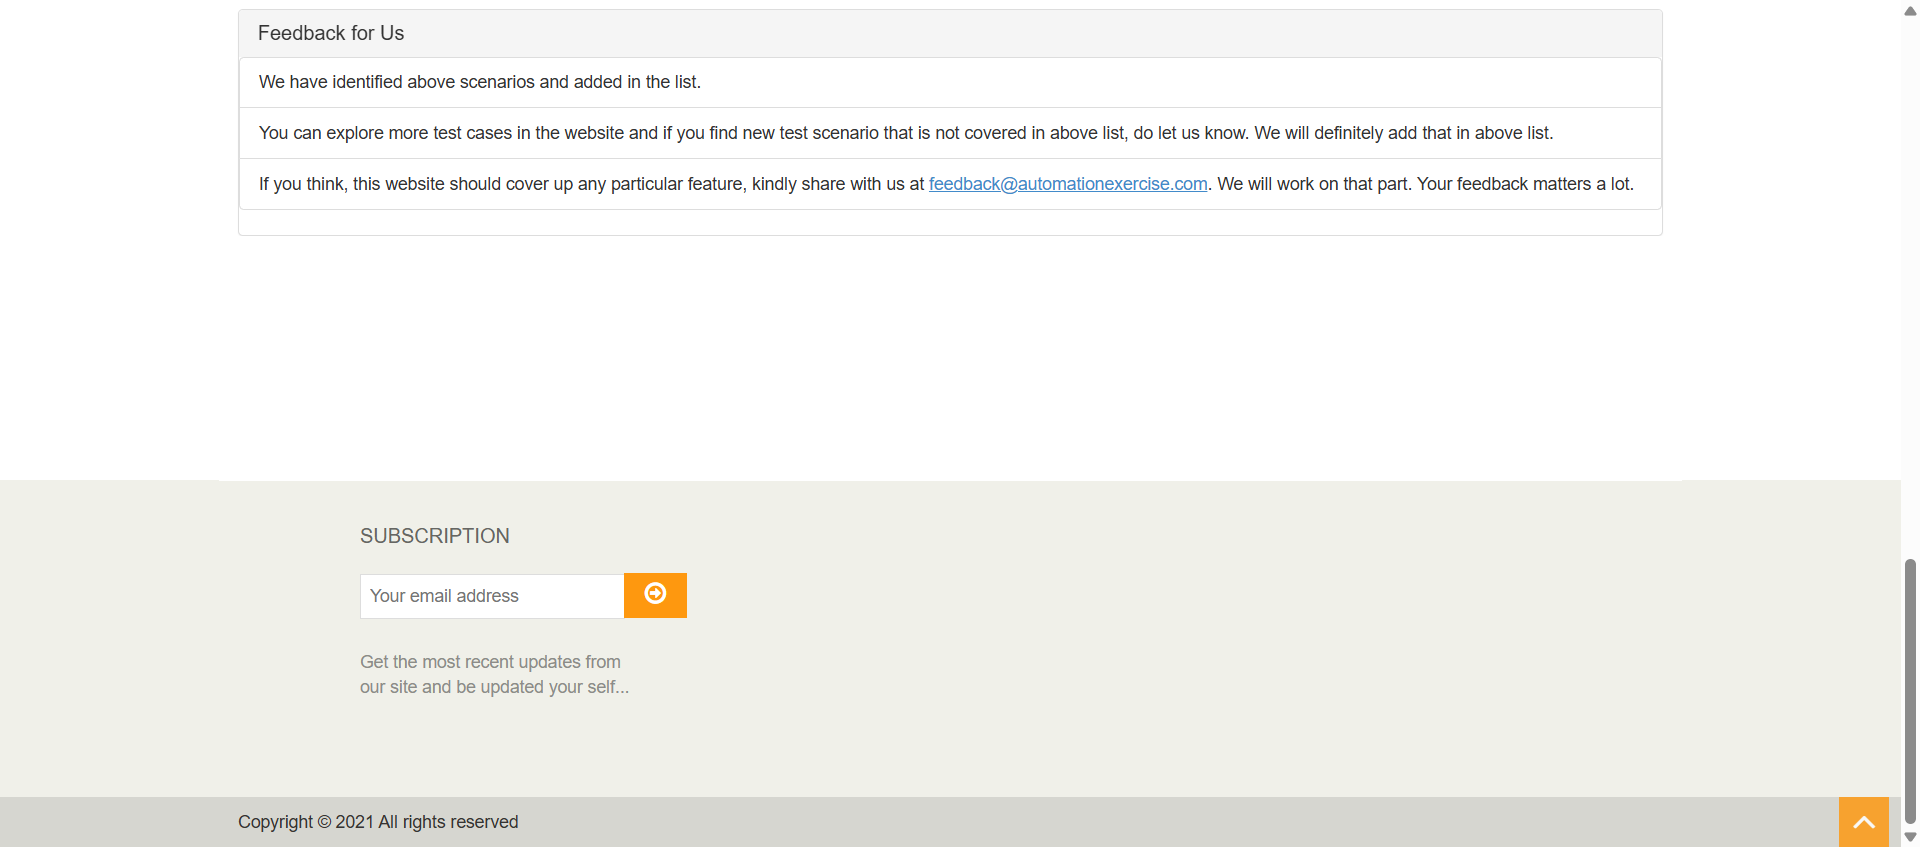 Feedback for Us
We have identified above scenarios and added in the list.
You can explore more test cases in the website and if you find new test scenario that is not covered in above list, do let us know. We will definitely add that in above list.
If you think, this website should cover up any particular feature, kindly share with us at feedback@automationexercise.com. We will work on that part. Your feedback matters a lot.
SUBSCRIPTION
Your email address
Get the most recent updates from
our site and be updated your self...
Copyright © 2021 All rights reserved